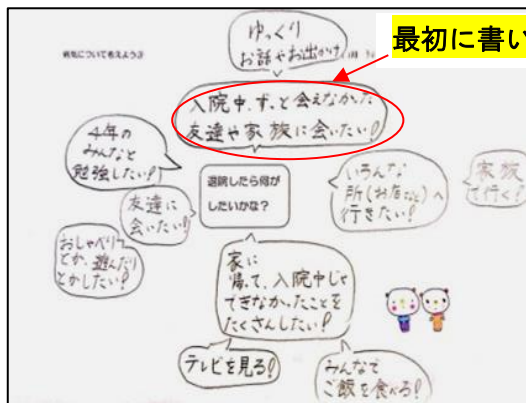 病気について考えよう②
ゆっくり
お話やお出かけ
最初に書い
入院中、ずっと会えなかった
友達や家族に会いたい!
4年の
みんなと
勉強したい!
退院したら何が
したいかな?
いろんな
所(お店など)へ
行きたい!
家族
で行く!
友達に
会いたい!
おしゃべり
とか、遊んだり
とかしたい!
家に
帰って、入院中じゃ
できなかったことを
たくさんしたい!
テレビを見る!
みんなで
ご飯を食べる!